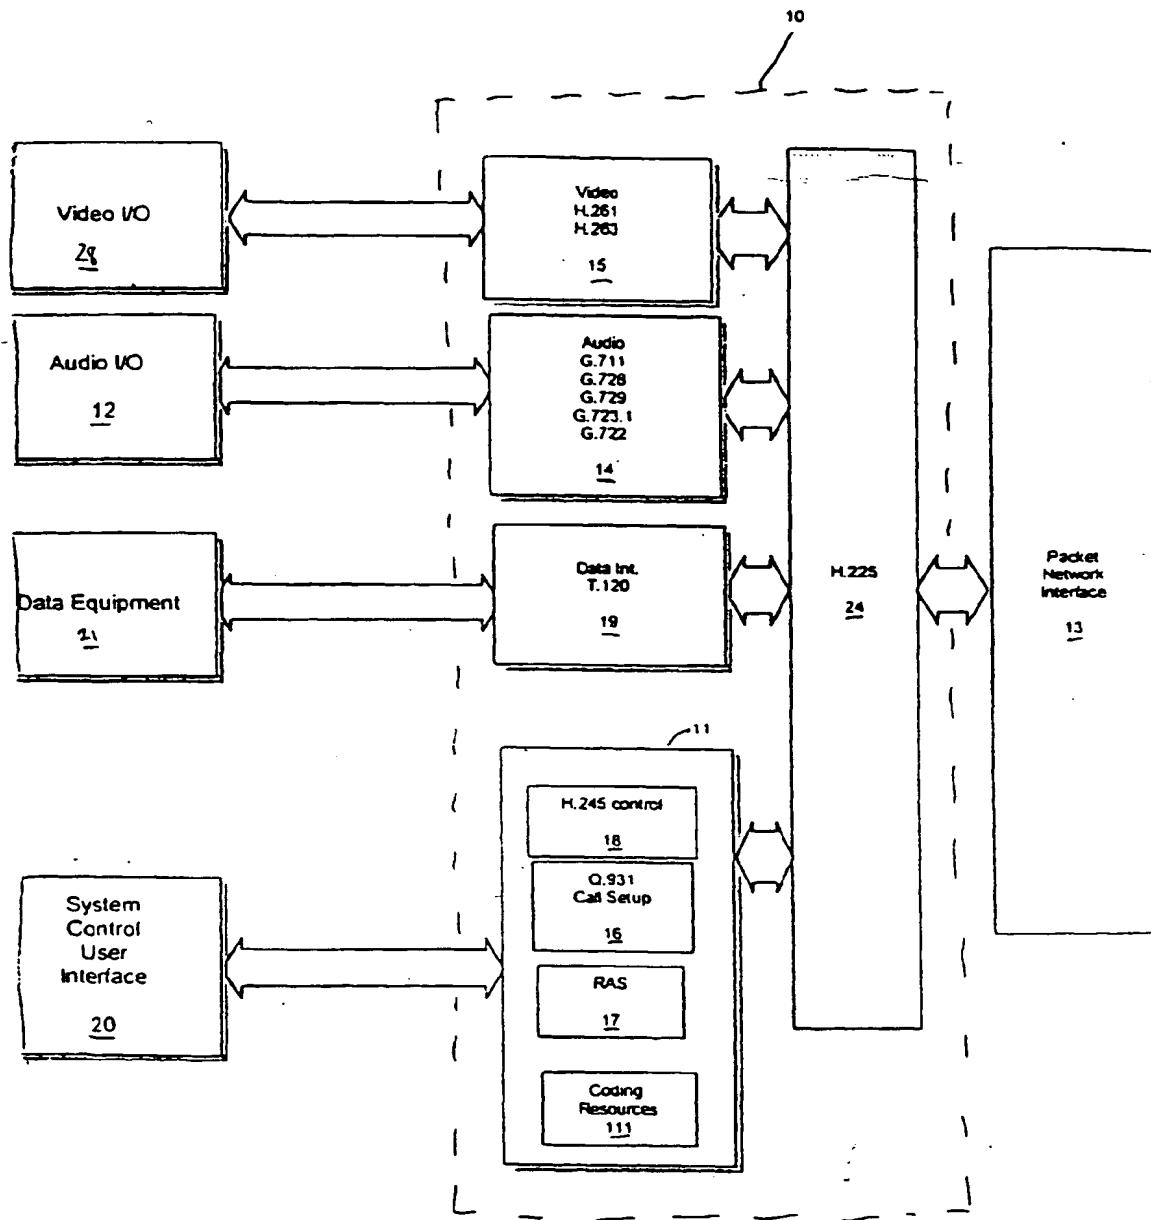 10
Video I/O
28
Video
H.261
H.263
15
Audio I/O
12
Audio
G.711
G.728
G.729
G.723.1
G.722
14
Data Equipment
21
Data Int.
T.120
19
H.225
24
Packet
Network
Interface
13
11
H.245 control
18
Q.931
Call Setup
16
RAS
17
Coding
Resources
111
System
Control
User
Interface
20